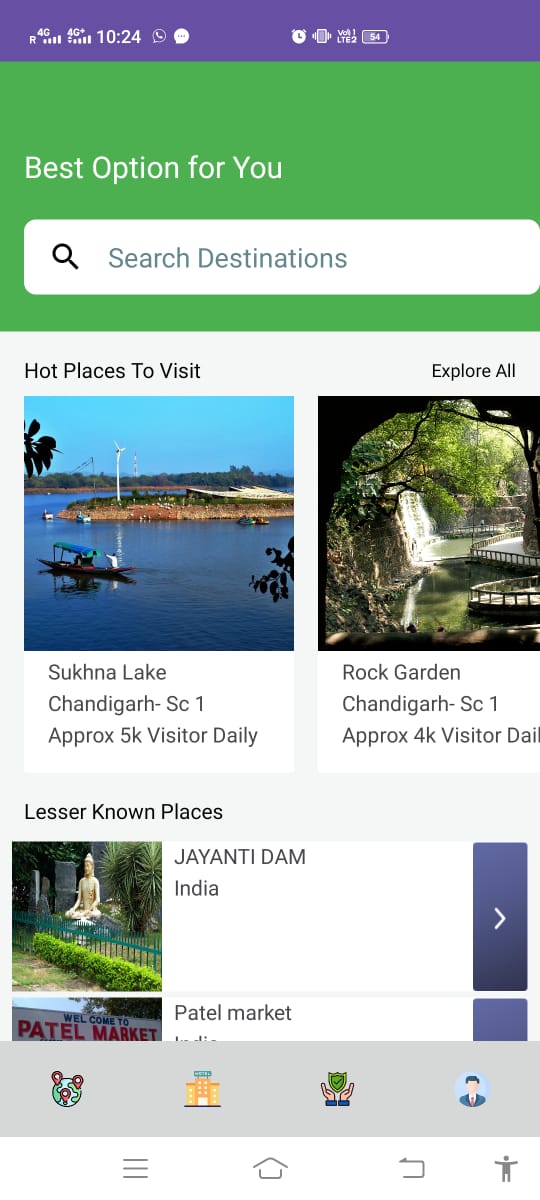 R 4G 4G+ 10:24 Vo)) 1 LTE2 54
Best Option for You
Search Destinations
Hot Places To Visit
Explore All
Sukhna Lake
Chandigarh- Sc 1
Approx 5k Visitor Daily
Rock Garden
Chandigarh- Sc 1
Approx 4k Visitor Dail
Lesser Known Places
JAYANTI DAM
India
WEL COME TO
PATEL MARKET
Patel market
India